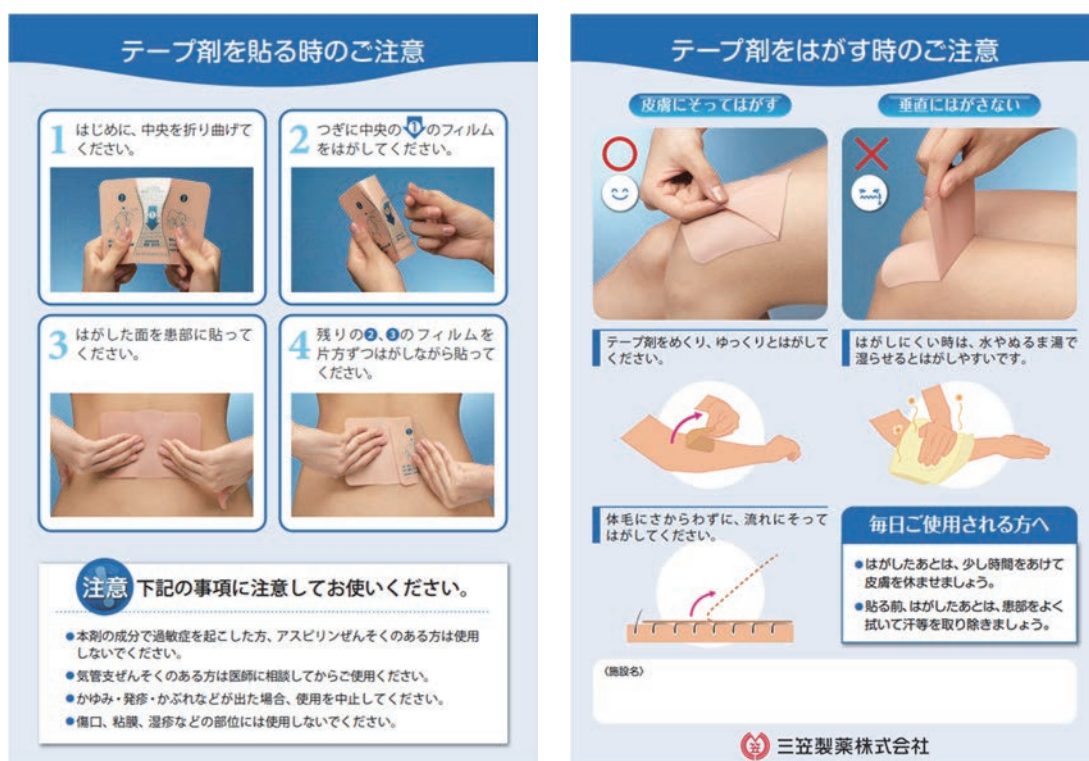 テープ剤を貼る時のご注意
1 はじめに、中央を折り曲げて
ください。
2 つぎに中央の①のフィルム
をはがしてください。
3 はがした面を患部に貼って
ください。
4 残りの❷、❸のフィルムを
片方ずつはがしながら貼って
ください。
注意 下記の事項に注意してお使いください。
●本剤の成分で過敏症を起こした方、アスピリンぜんそくのある方は使用
しないでください。
●気管支ぜんそくのある方は医師に相談してからご使用ください。
●かゆみ・発疹・かぶれなどが出た場合、使用を中止してください。
●傷口、粘膜、湿疹などの部位には使用しないでください。
テープ剤をはがす時のご注意
皮膚にそってはがす
垂直にはがさない
テープ剤をめくり、ゆっくりとはがして
ください。
はがしにくい時は、水やぬるま湯で
湿らせるとはがしやすいです。
体毛にさからわずに、流れにそって
はがしてください。
毎日ご使用される方へ
●はがしたあとは、少し時間をあけて
皮膚を休ませましょう。
●貼る前、はがしたあとは、患部をよく
拭いて汗等を取り除きましょう。
〈施設名〉
三笠製薬株式会社